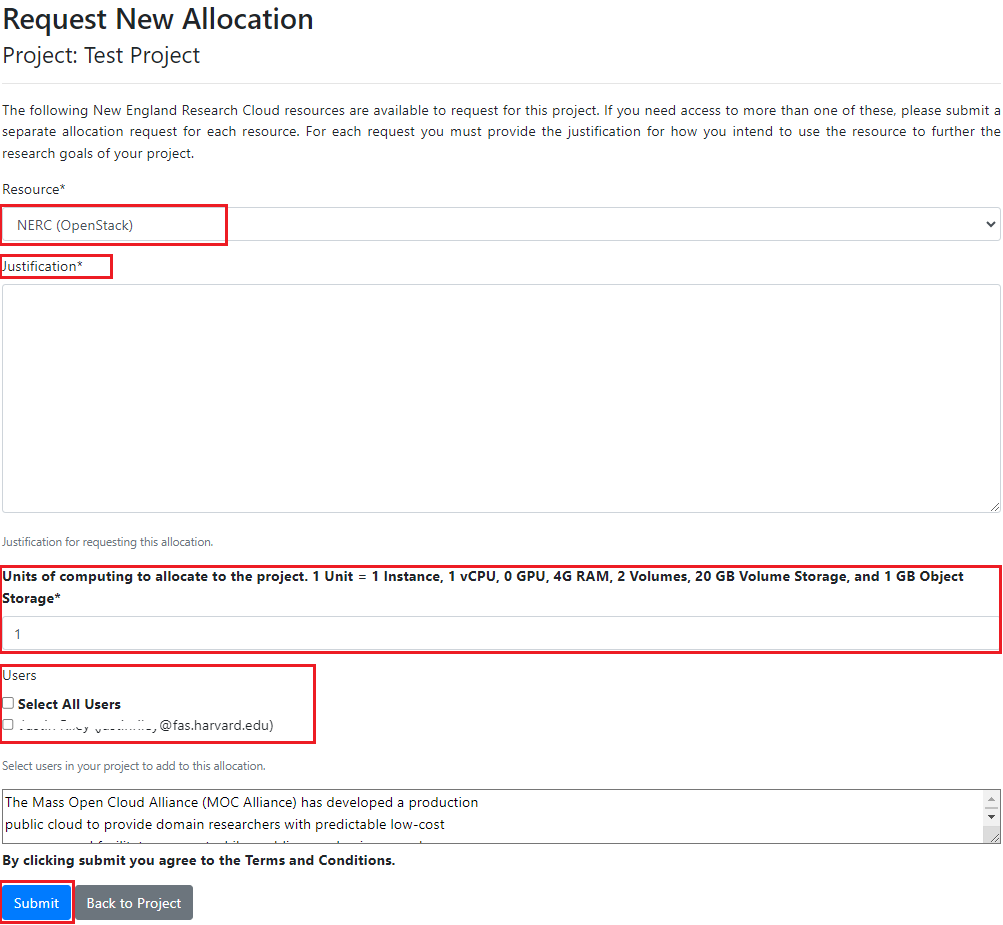 Request New Allocation
Project: Test Project
The following New England Research Cloud resources are available to request for this project. If you need access to more than one of these, please submit a
separate allocation request for each resource. For each request you must provide the justification for how you intend to use the resource to further the
research goals of your project.
Resource*
NERC (OpenStack)
Justification*
Justification for requesting this allocation.
Units of computing to allocate to the project. 1 Unit = 1 Instance, 1 vCPU, 0 GPU, 4G RAM, 2 Volumes, 20 GB Volume Storage, and 1 GB Object
Storage*
1
Users
Select All Users
@fas.harvard.edu)
Select users in your project to add to this allocation.
The Mass Open Cloud Alliance (MOC Alliance) has developed a production
public cloud to provide domain researchers with predictable low-cost
By clicking submit you agree to the Terms and Conditions.
Submit
Back to Project